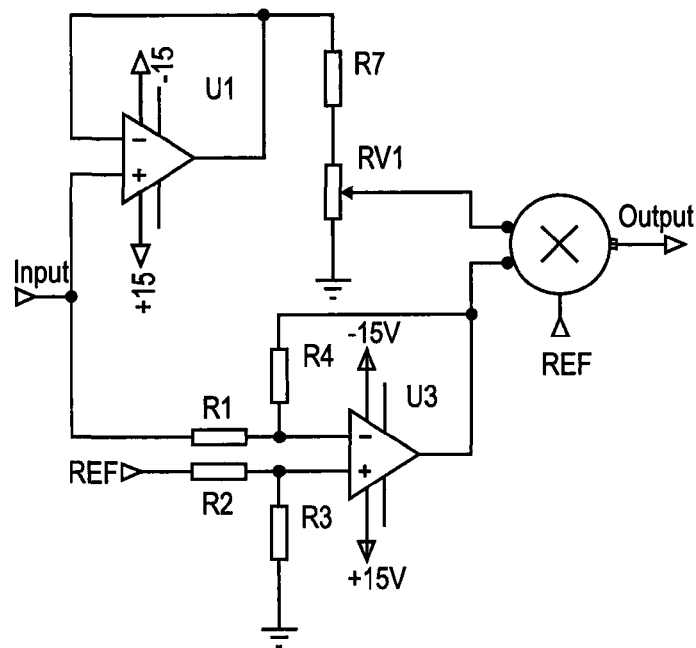 -15
U1
R7
RV1
Output
Input
+15
REF
-15V
R4
U3
R1
REF
R2
R3
+15V